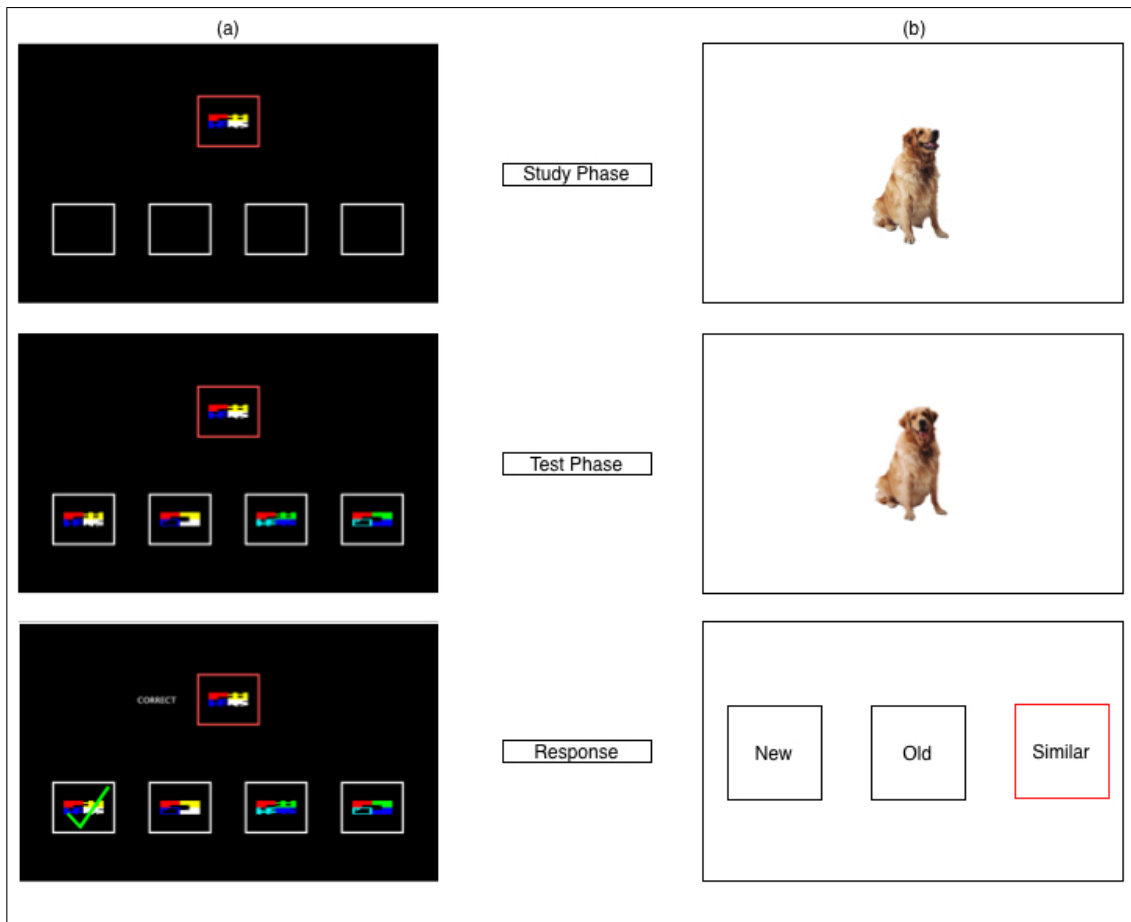 (a)
(b)
Study Phase
Test Phase
CORRECT
Response
New
Old
Similar